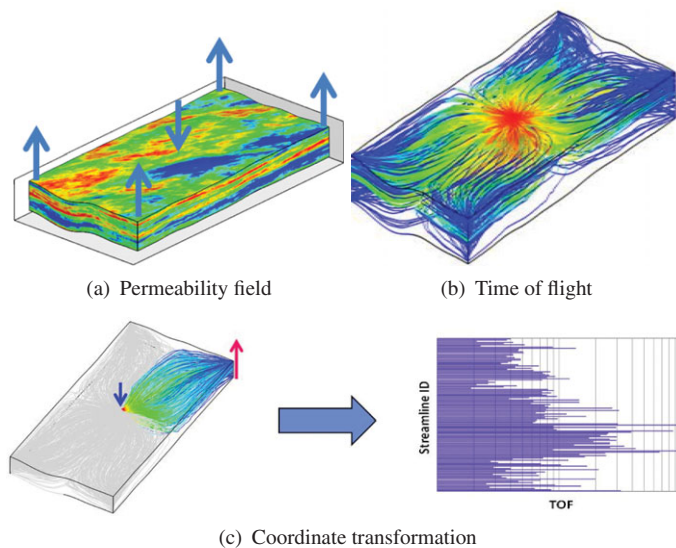 (a) Permeability field
(b) Time of flight
Streamline ID
TOF
(c) Coordinate transformation